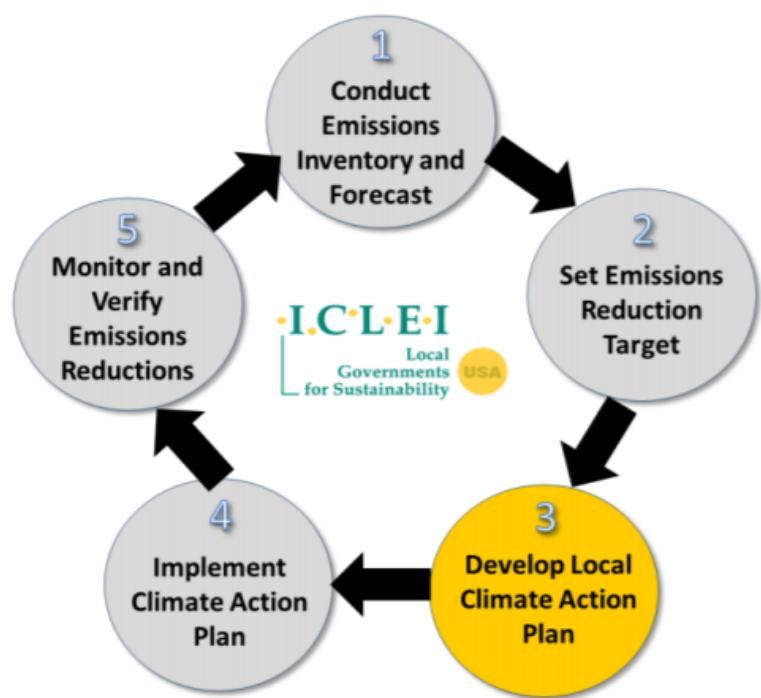 1
Conduct
Emissions
Inventory and
Forecast
2
Set Emissions
Reduction
Target
3
Develop Local
Climate Action
Plan
4
Implement
Climate Action
Plan
5
Monitor and
Verify
Emissions
Reductions
I.C.L.E.I
Local
Governments
for Sustainability
USA